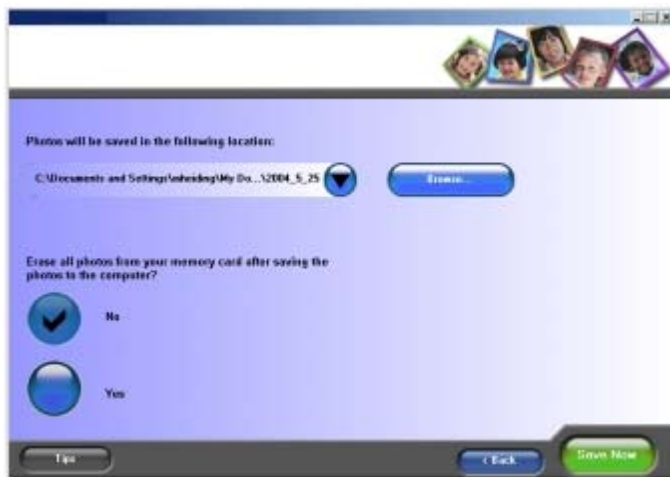 Photos will be saved in the following location:
C:\Documents and Settings\mheiding\My Do...\2004_5_25
Browse...
Erase all photos from your memory card after saving the
photos to the computer?
No
Yes
Tips
< Back
Save Now